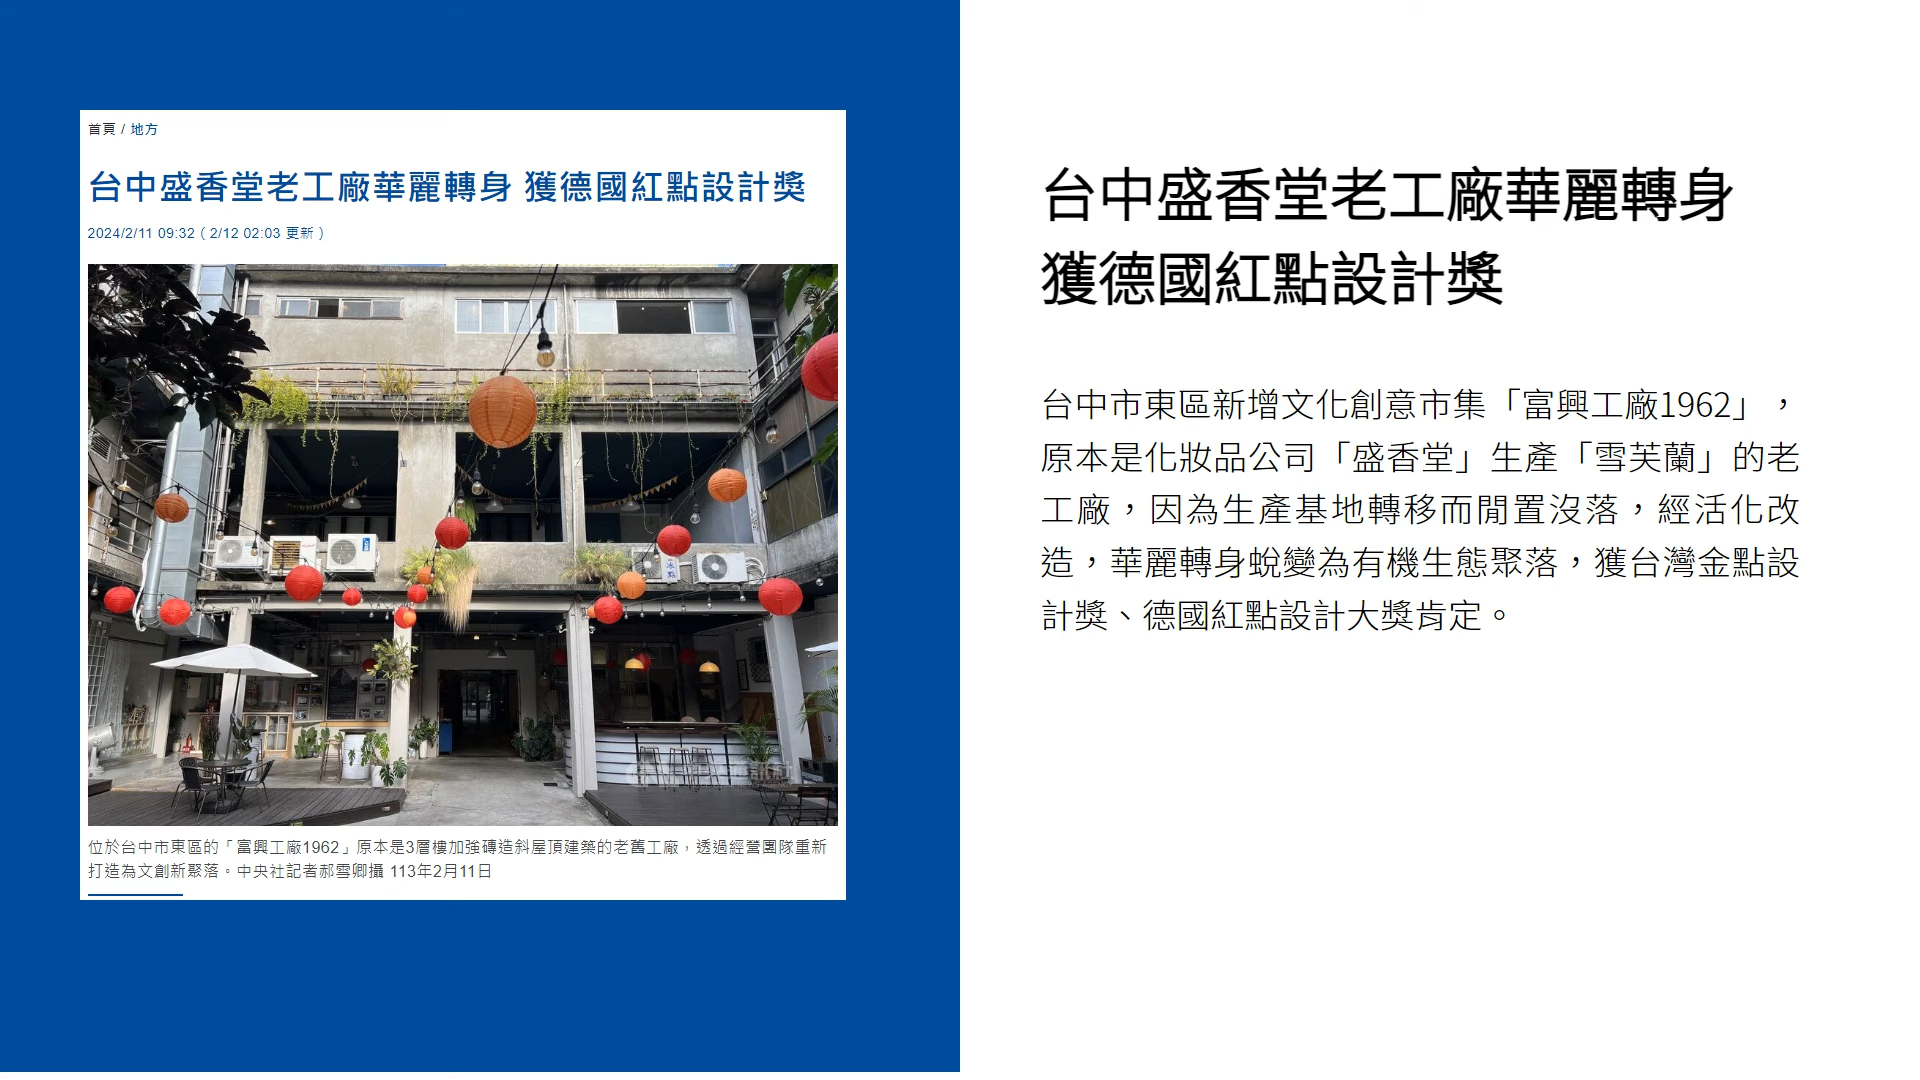 首頁 / 地方
台中盛香堂老工廠華麗轉身 獲德國紅點設計獎
2024/2/11 09:32（2/12 02:03 更新）
位於台中市東區的「富興工廠1962」原本是3層樓加強磚造斜屋頂建築的老舊工廠，透過經營團隊重新
打造為文創新聚落。中央社記者郝雪卿攝 113年2月11日
台中盛香堂老工廠華麗轉身
獲德國紅點設計獎
台中市東區新增文化創意市集「富興工廠1962」，
原本是化妝品公司「盛香堂」生產「雪芙蘭」的老
工廠，因為生產基地轉移而閒置沒落，經活化改
造，華麗轉身蛻變為有機生態聚落，獲台灣金點設
計獎、德國紅點設計大獎肯定。